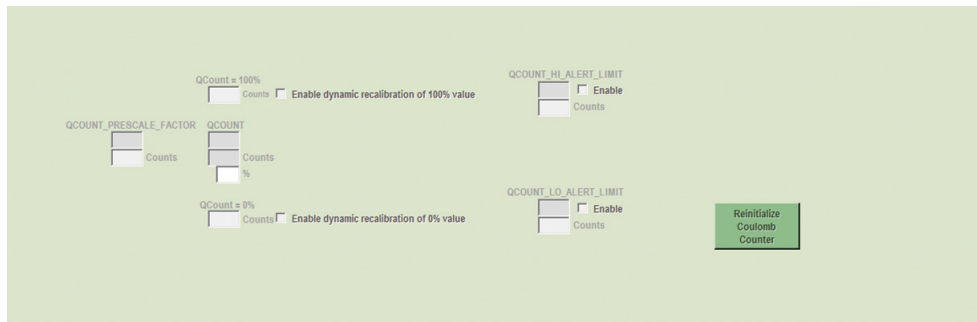 QCount = 100%
Counts Enable dynamic recalibration of 100% value
QCOUNT_HI_ALERT_LIMIT
Enable
Counts
QCOUNT_PRESCALE_FACTOR QCOUNT
Counts Counts
%
QCount = 0%
Counts Enable dynamic recalibration of 0% value
QCOUNT_LO_ALERT_LIMIT
Enable
Counts
Reinitialize
Coulomb
Counter